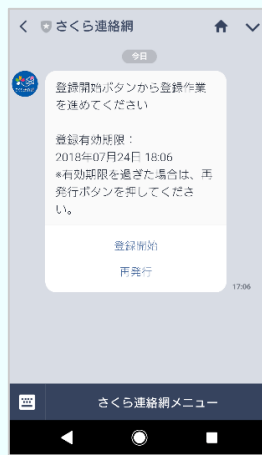 さくら連絡網
今日
登録開始ボタンから登録作業
を進めてください
登録有効期限：
2018年07月24日 18:06
※有効期限を過ぎた場合は、再
発行ボタンを押してくださ
い。
登録開始
再発行
17:06
さくら連絡網メニュー